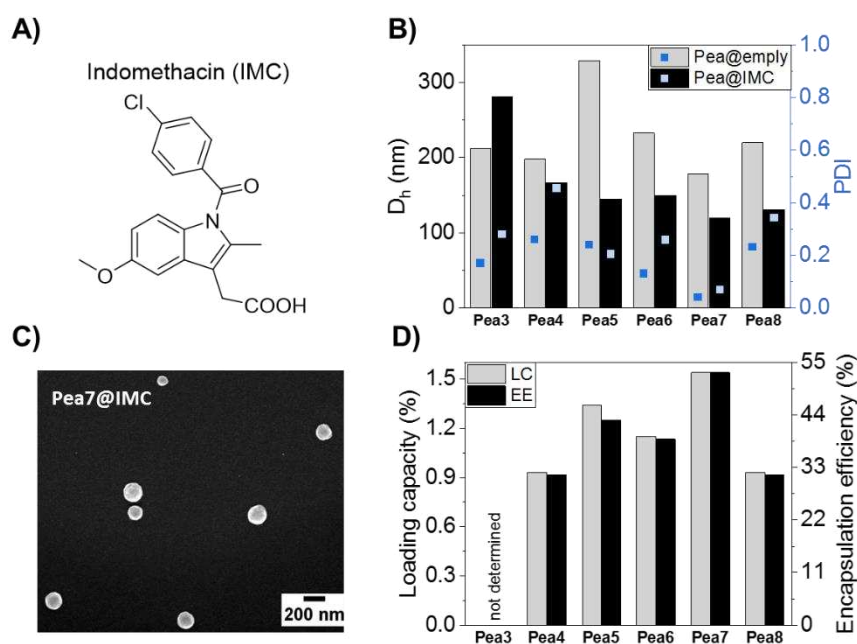 A)
Indomethacin (IMC)
Cl
O
N
O
COOH
B)
Pea@emply
Pea@IMC
D_h (nm)
300
200
100
0
PDI
1.0
0.8
0.6
0.4
0.2
0.0
Pea3 Pea4 Pea5 Pea6 Pea7 Pea8
C)
Pea7@IMC
200 nm
D)
LC
EE
Loading capacity (%)
1.5
1.2
0.9
0.6
0.3
0.0
not determined
Encapsulation efficiency (%)
55
44
33
22
11
0
Pea3 Pea4 Pea5 Pea6 Pea7 Pea8